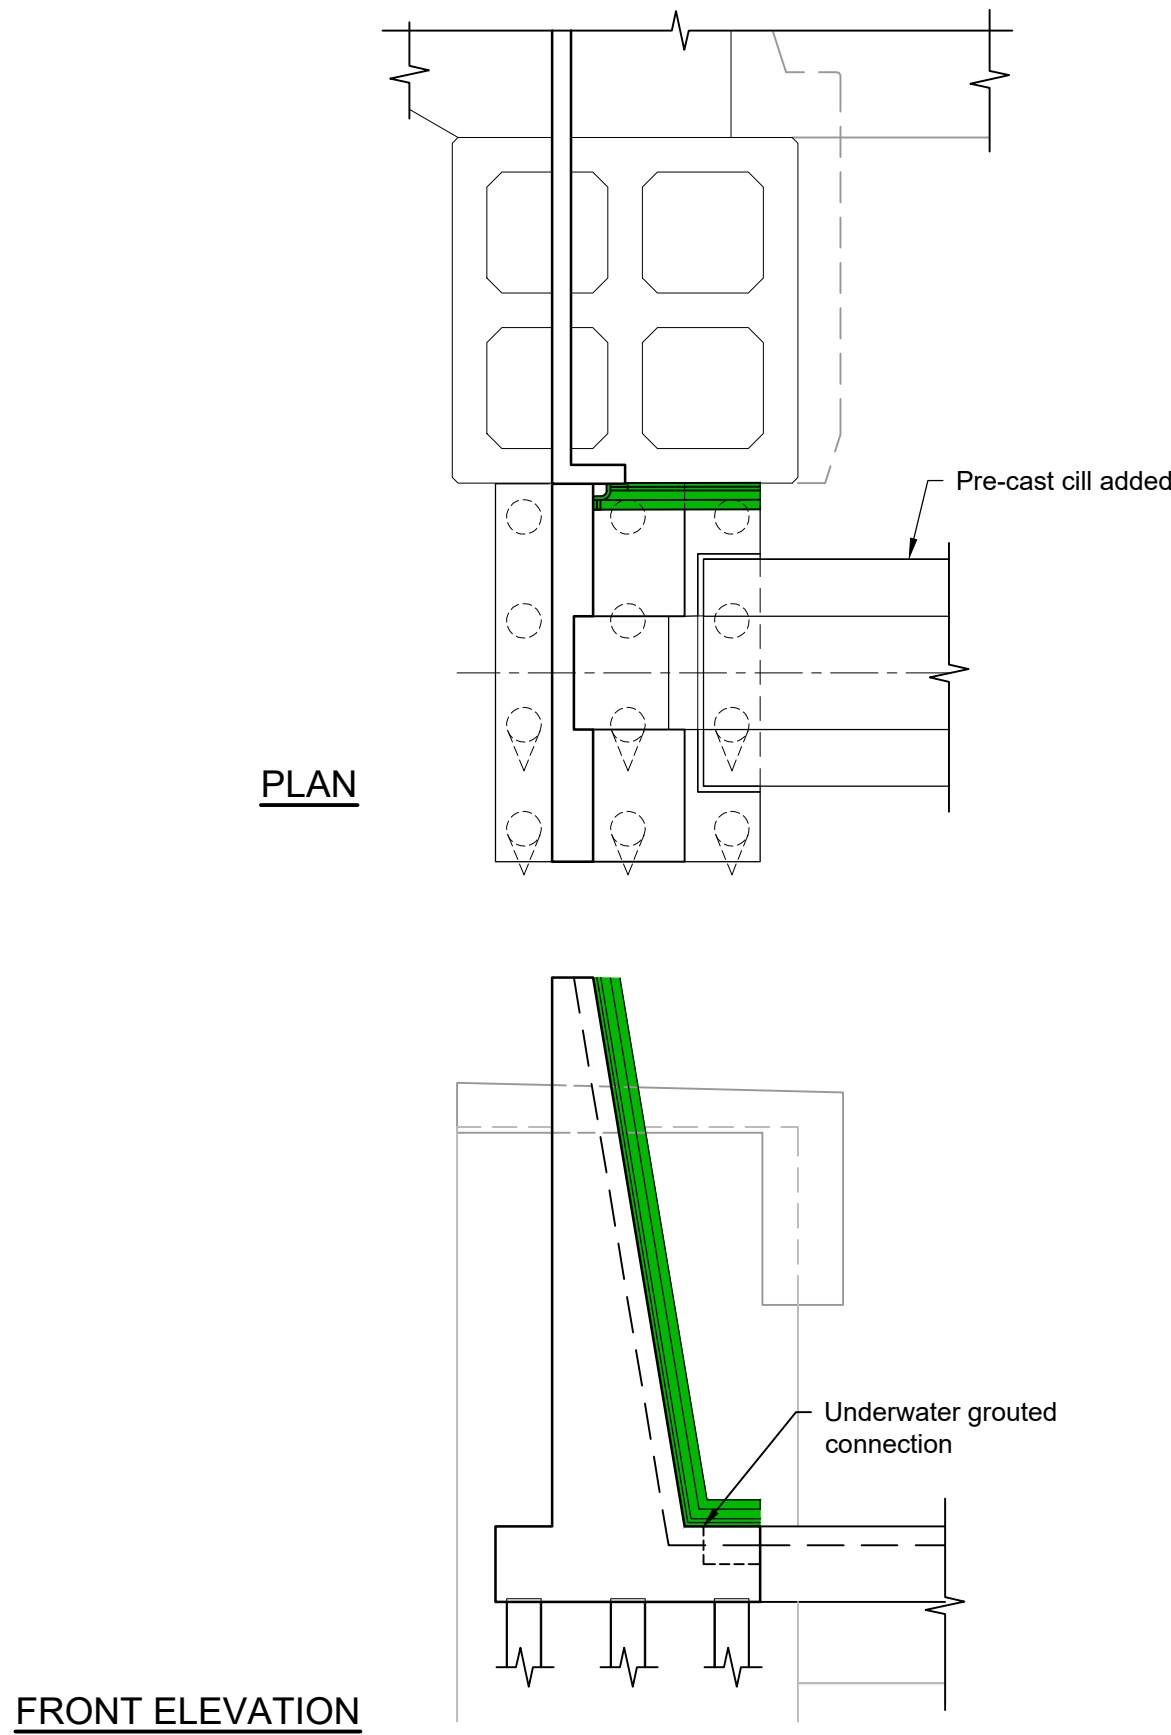 Pre-cast cill added
PLAN
Underwater grouted
connection
FRONT ELEVATION